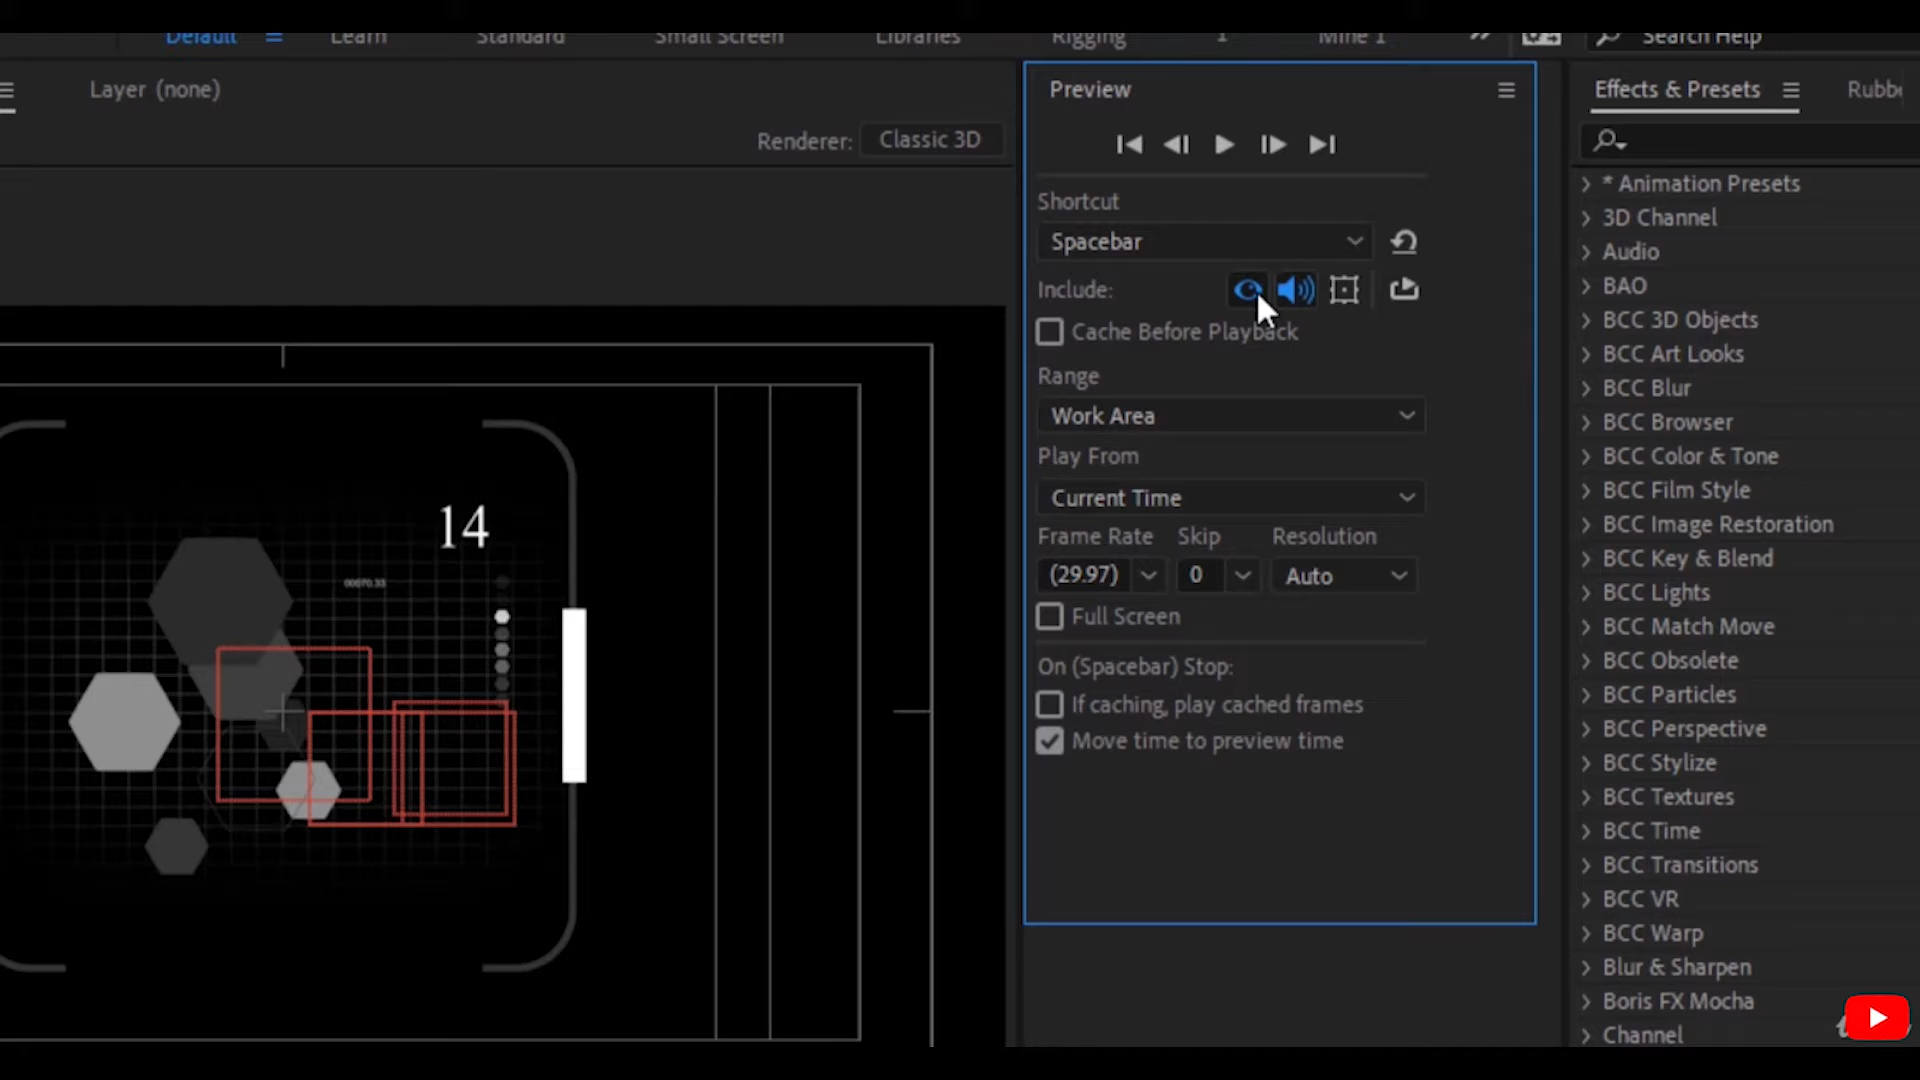 Default
Learn
Standard
Small Screen
Libraries
Rigging
1
Mine 1
Search Help
Layer (none)
Renderer: Classic 3D
14
00070.33
Preview
Shortcut
Spacebar
Include:
Cache Before Playback
Range
Work Area
Play From
Current Time
Frame Rate Skip Resolution
(29.97) 0 Auto
Full Screen
On (Spacebar) Stop:
If caching, play cached frames
Move time to preview time
Effects & Presets
* Animation Presets
3D Channel
Audio
BAO
BCC 3D Objects
BCC Art Looks
BCC Blur
BCC Browser
BCC Color & Tone
BCC Film Style
BCC Image Restoration
BCC Key & Blend
BCC Lights
BCC Match Move
BCC Obsolete
BCC Particles
BCC Perspective
BCC Stylize
BCC Textures
BCC Time
BCC Transitions
BCC VR
BCC Warp
Blur & Sharpen
Boris FX Mocha
Channel